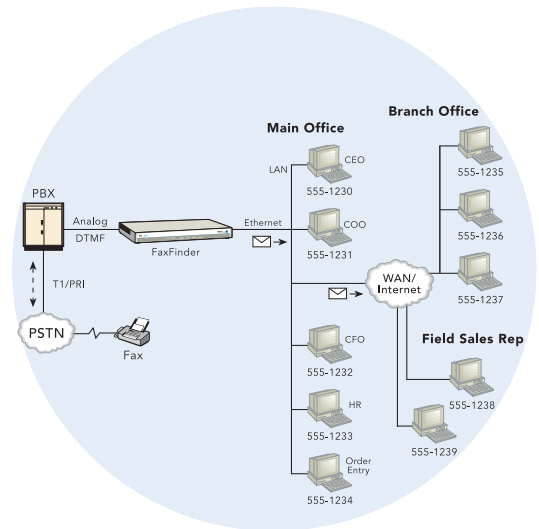 Branch Office
Main Office
LAN
CEO
555-1230
555-1235
PBX
Analog
DTMF
FaxFinder
Ethernet
COO
555-1231
555-1236
T1/PRI
WAN/
Internet
555-1237
PSTN
Fax
CFO
555-1232
Field Sales Rep
555-1238
HR
555-1233
555-1239
Order
Entry
555-1234